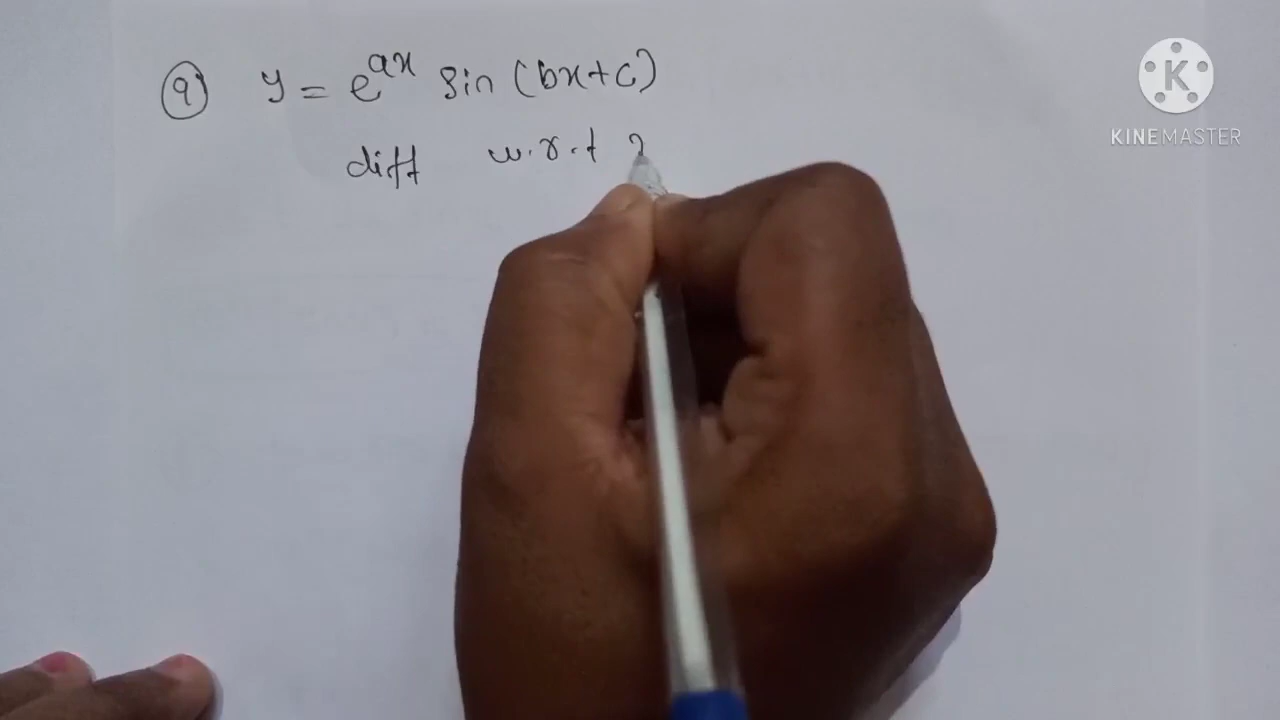 9) y = e^{ax} sin (bx+c)
diff w.r.t
K
KINEMASTER